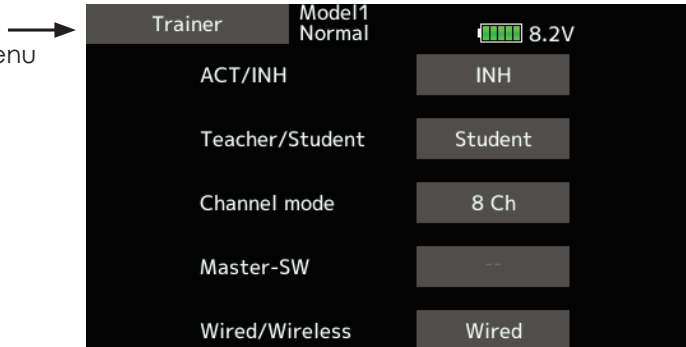 Trainer
Model1
Normal
8.2V
enu
ACT/INH
INH
Teacher/Student
Student
Channel mode
8 Ch
Master-SW
--
Wired/Wireless
Wired